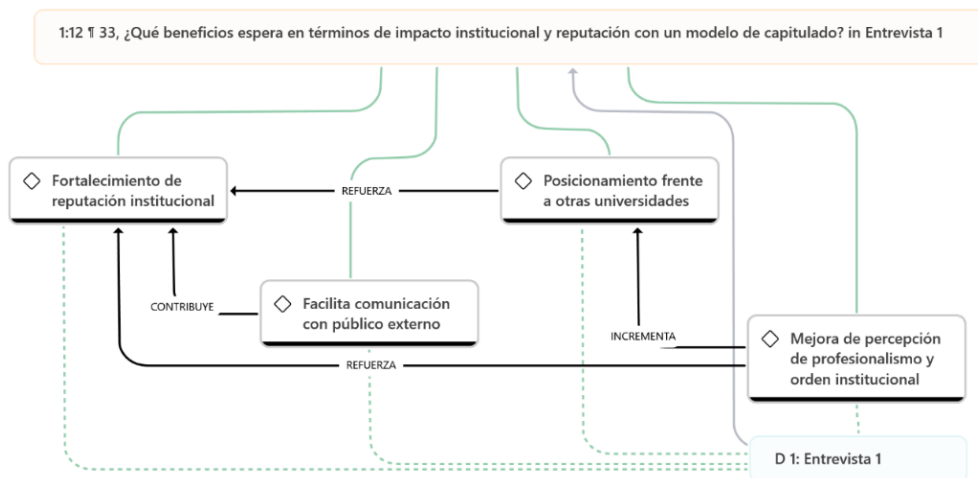 1:12 ¶ 33, ¿Qué beneficios espera en términos de impacto institucional y reputación con un modelo de capitulado? in Entrevista 1
Fortalecimiento de
reputación institucional
REFUERZA
Posicionamiento frente
a otras universidades
CONTRIBUYE
Facilita comunicación
con público externo
INCREMENTA
Mejora de percepción
de profesionalismo y
orden institucional
REFUERZA
D 1: Entrevista 1